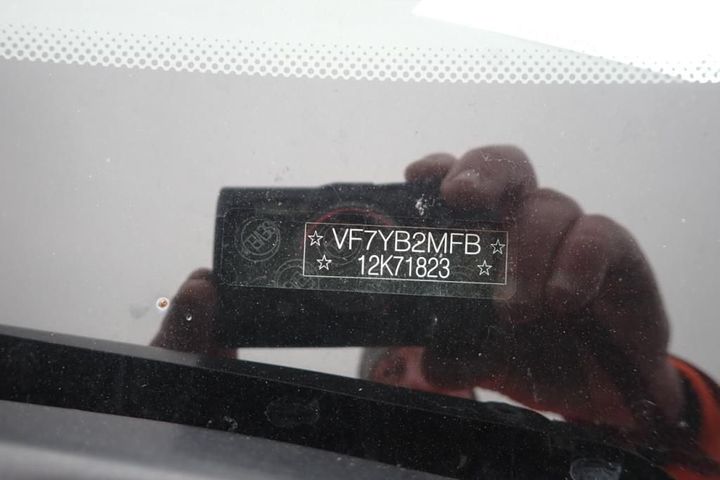 ☆ VF7YB2MFB ☆
☆ 12K71823 ☆